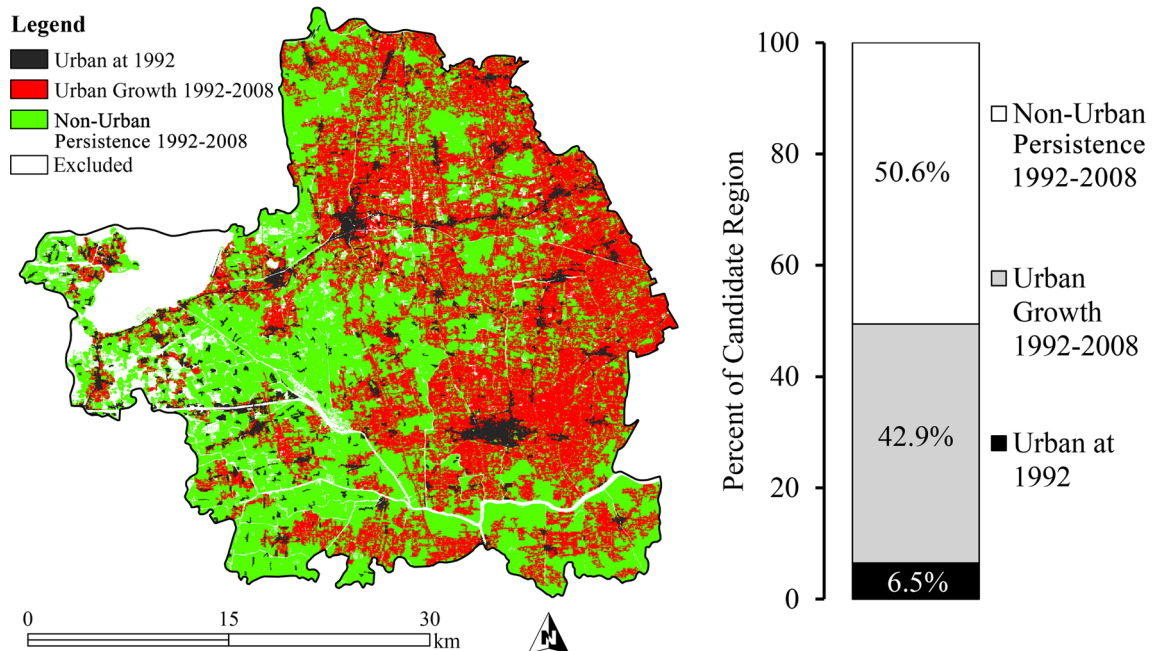 Legend
Urban at 1992
Urban Growth 1992-2008
Non-Urban
Persistence 1992-2008
Excluded
0 15 30
km
N
Percent of Candidate Region
100
80
60
40
20
0
50.6%
42.9%
6.5%
Non-Urban
Persistence
1992-2008
Urban
Growth
1992-2008
Urban at
1992